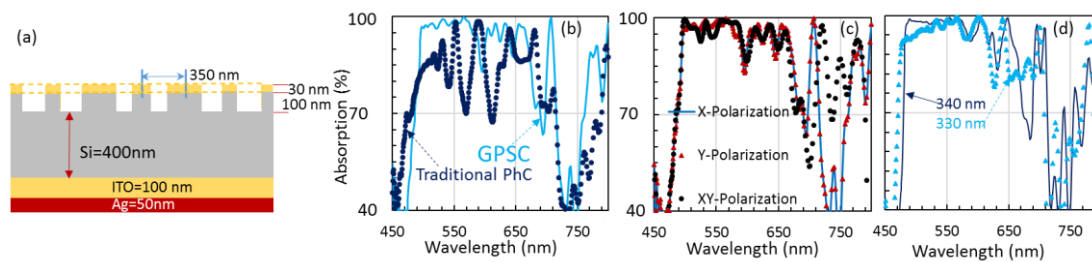 (a)
350 nm
30 nm
100 nm
Si=400nm
ITO=100 nm
Ag=50nm
(b)
Absorption (%)
100
70
40
GPSC
Traditional PhC
450 550 650 750
Wavelength (nm)
(c)
100
70
40
X-Polarization
Y-Polarization
XY-Polarization
450 550 650 750
Wavelength (nm)
(d)
340 nm
330 nm
450 550 650 750
Wavelength (nm)